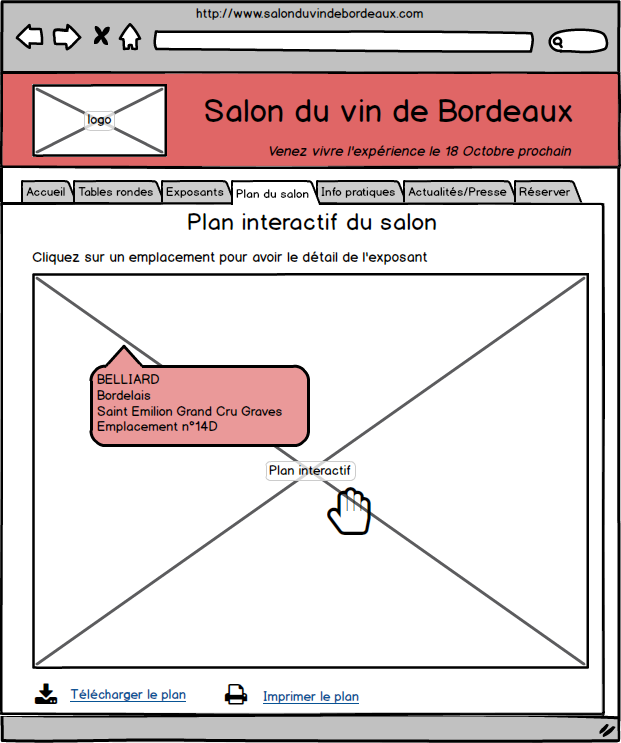 http://www.salonduvindebordeaux.com
logo
Salon du vin de Bordeaux
Venez vivre l'expérience le 18 Octobre prochain
Accueil Tables rondes Exposants Plan du salon Info pratiques Actualités/Presse Réserver
Plan interactif du salon
Cliquez sur un emplacement pour avoir le détail de l'exposant
BELLIARD
Bordelais
Saint Emilion Grand Cru Graves
Emplacement n°14D
Plan interactif
Télécharger le plan Imprimer le plan